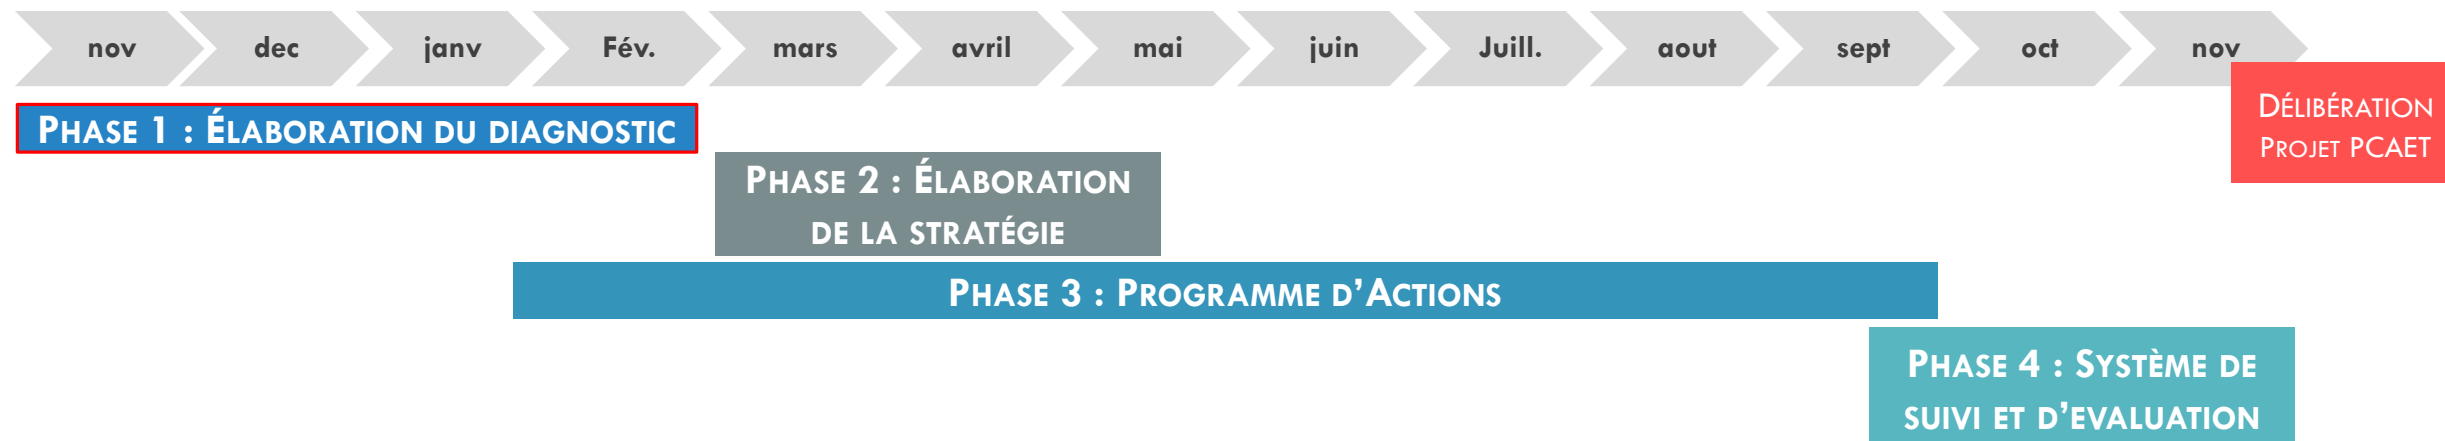 nov dec janv Fév. mars avril mai juin Juill. aout sept oct nov
PHASE 1 : ÉLABORATION DU DIAGNOSTIC
DÉLIBÉRATION
PROJET PCAET
PHASE 2 : ÉLABORATION
DE LA STRATÉGIE
PHASE 3 : PROGRAMME D’ACTIONS
PHASE 4 : SYSTÈME DE
SUIVI ET D’EVALUATION